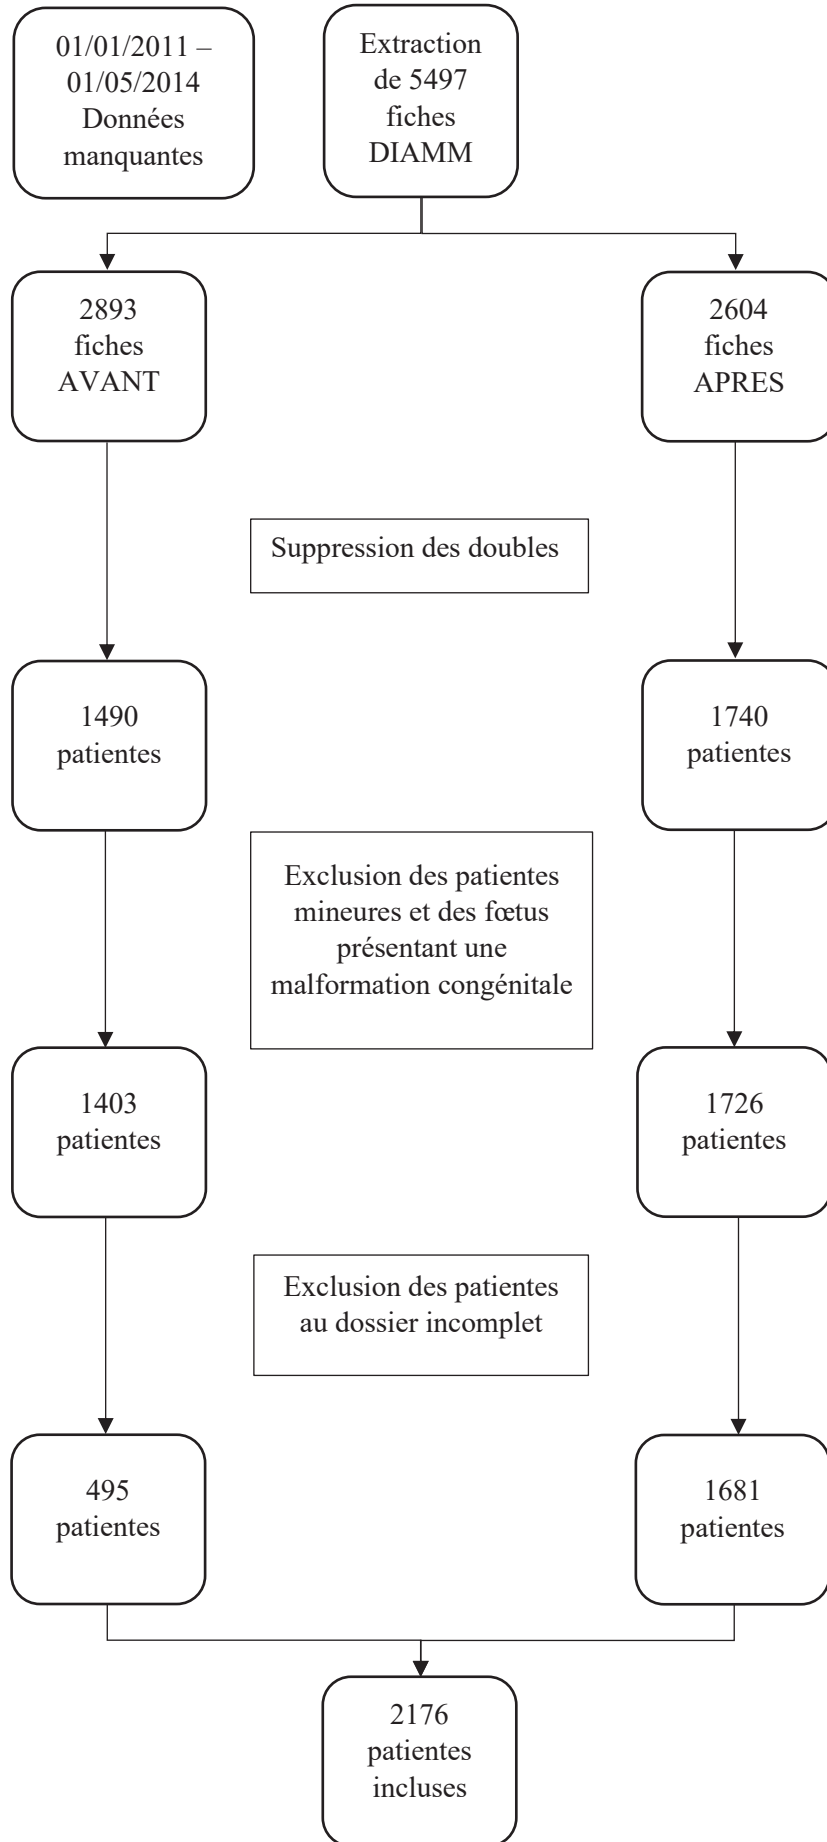 01/01/2011 –
01/05/2014
Données
manquantes
Extraction
de 5497
fiches
DIAMM
2893
fiches
AVANT
2604
fiches
APRES
Suppression des doubles
1490
patientes
1740
patientes
Exclusion des patientes
mineures et des fœtus
présentant une
malformation congénitale
1403
patientes
1726
patientes
Exclusion des patientes
au dossier incomplet
495
patientes
1681
patientes
2176
patientes
incluses